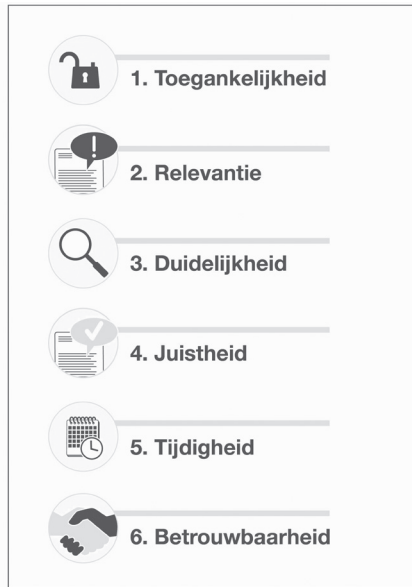 1. Toegankelijkheid
2. Relevantie
3. Duidelijkheid
4. Juistheid
5. Tijdigheid
6. Betrouwbaarheid